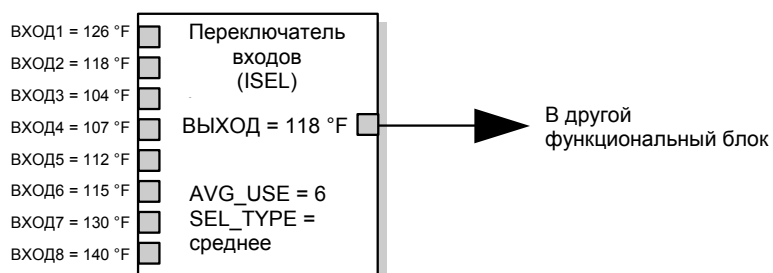 ВХОД1 = 126 °F
ВХОД2 = 118 °F
ВХОД3 = 104 °F
ВХОД4 = 107 °F
ВХОД5 = 112 °F
ВХОД6 = 115 °F
ВХОД7 = 130 °F
ВХОД8 = 140 °F
Переключатель
входов
(ISEL)
ВЫХОД = 118 °F
AVG_USE = 6
SEL_TYPE =
среднее
В другой
функциональный блок